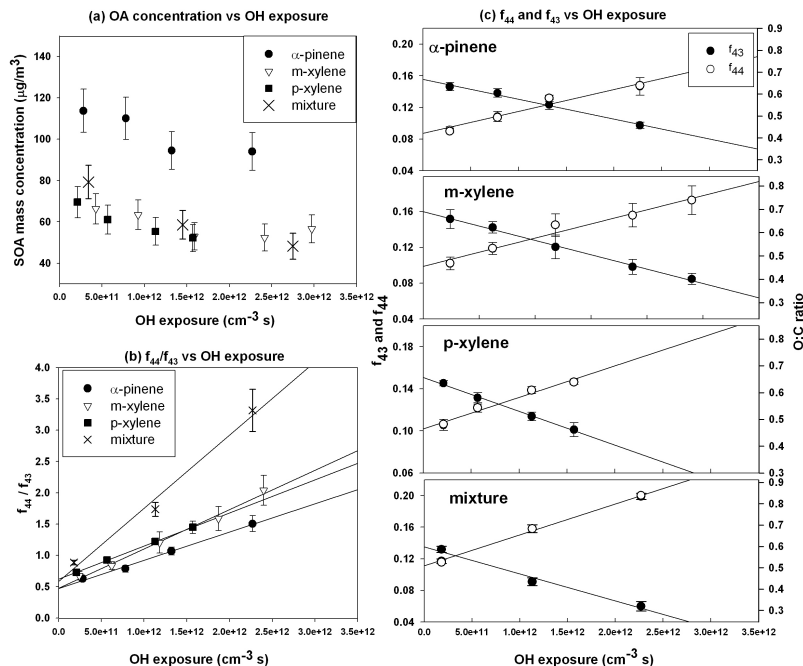 (a) OA concentration vs OH exposure
SOA mass concentration (μg/m³)
140
120
100
80
60
40
α-pinene
m-xylene
p-xylene
mixture
0.0 5.0e+11 1.0e+12 1.5e+12 2.0e+12 2.5e+12 3.0e+12 3.5e+12
OH exposure (cm⁻³ s)
(b) f₄₄/f₄₃ vs OH exposure
f₄₄ / f₄₃
4.0
3.5
3.0
2.5
2.0
1.5
1.0
0.5
0.0
α-pinene
m-xylene
p-xylene
mixture
0.0 5.0e+11 1.0e+12 1.5e+12 2.0e+12 2.5e+12 3.0e+12 3.5e+12
OH exposure (cm⁻³ s)
(c) f₄₄ and f₄₃ vs OH exposure
f₄₃ and f₄₄
O:C ratio
α-pinene
f₄₃
f₄₄
0.20
0.16
0.12
0.08
0.04
0.9
0.8
0.7
0.6
0.5
0.4
0.3
m-xylene
0.16
0.12
0.08
0.04
0.8
0.7
0.6
0.5
0.4
0.3
p-xylene
0.18
0.14
0.10
0.06
0.8
0.7
0.6
0.5
0.4
0.3
mixture
0.20
0.16
0.12
0.08
0.04
0.9
0.8
0.7
0.6
0.5
0.4
0.3
0.0 5.0e+11 1.0e+12 1.5e+12 2.0e+12 2.5e+12 3.0e+12 3.5e+12
OH exposure (cm⁻³ s)